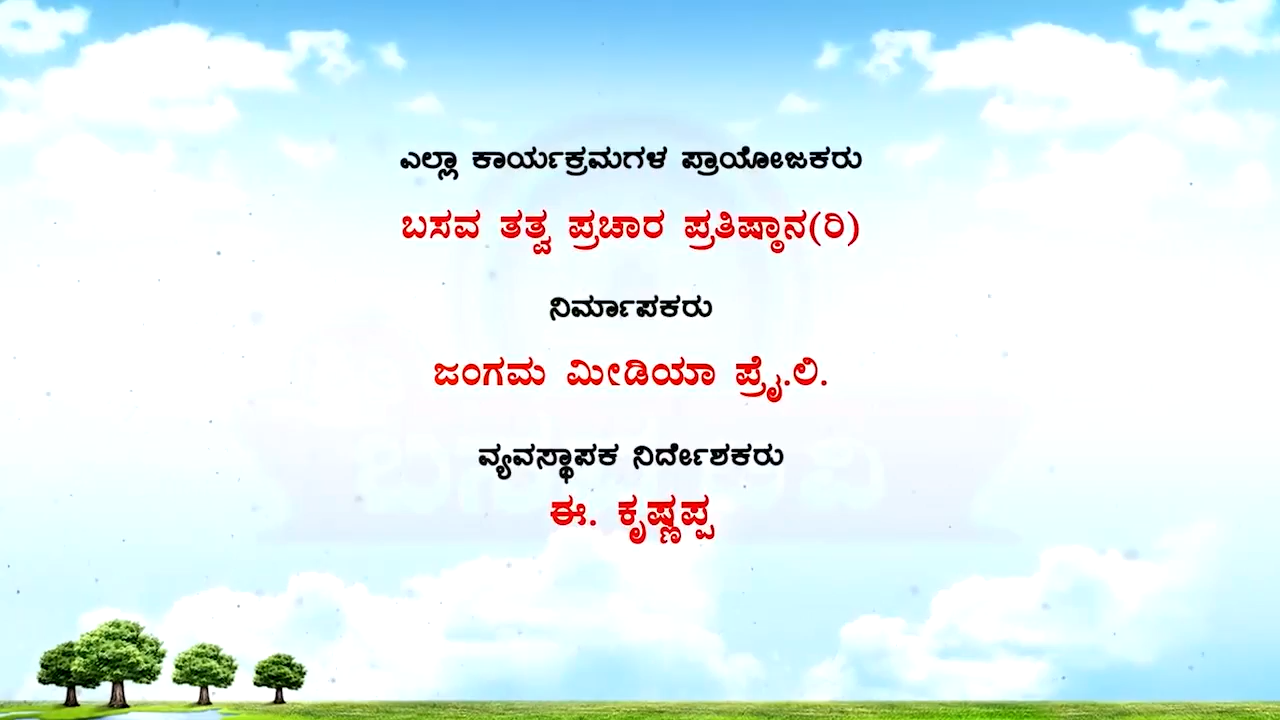 ಎಲ್ಲಾ ಕಾರ್ಯಕ್ರಮಗಳ ಪ್ರಾಯೋಜಕರು
ಬಸವ ತತ್ವ ಪ್ರಚಾರ ಪ್ರತಿಷ್ಠಾನ(ರಿ)
ನಿರ್ಮಾಪಕರು
ಜಂಗಮ ಮೀಡಿಯಾ ಪ್ರೈ.ಲಿ.
ವ್ಯವಸ್ಥಾಪಕ ನಿರ್ದೇಶಕರು
ಈ. ಕೃಷ್ಣಪ್ಪ